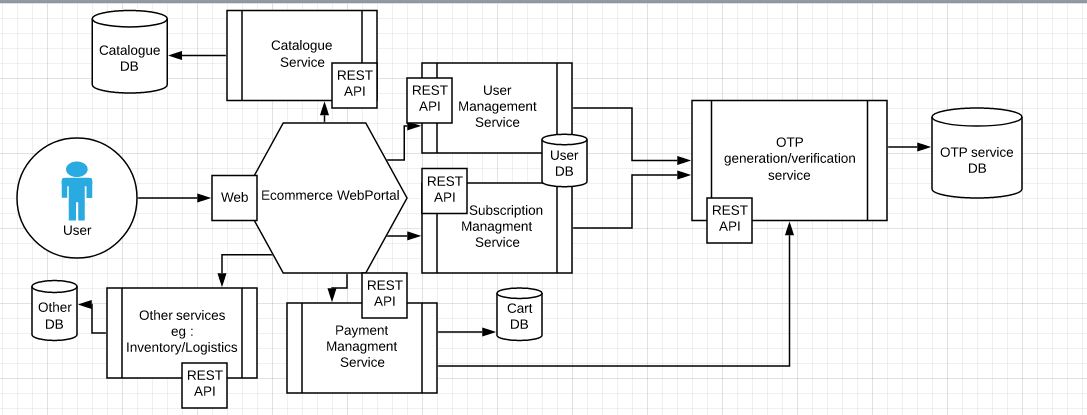 Catalogue
DB
Catalogue
Service
REST
API
REST
API
User
Management
Service
User
DB
OTP
generation/verification
service
REST
API
OTP service
DB
User
Web
Ecommerce WebPortal
REST
API
Subscription
Managment
Service
Other
DB
Other services
eg :
Inventory/Logistics
REST
API
REST
API
Payment
Managment
Service
Cart
DB